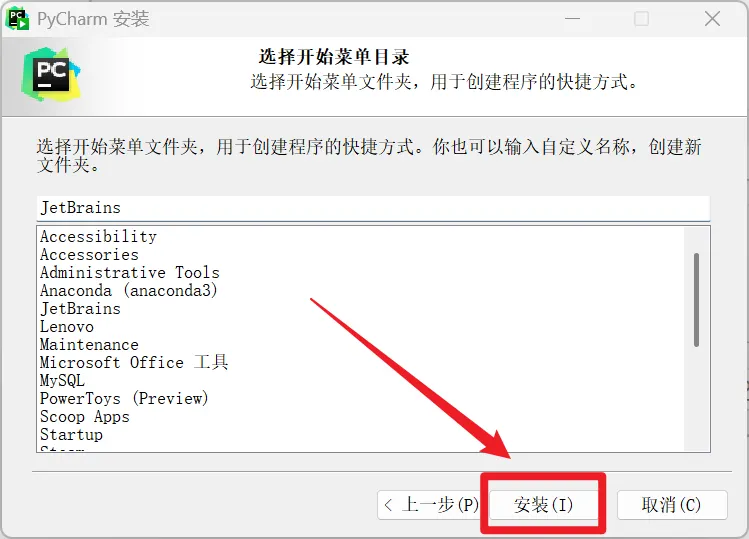 PyCharm 安装
PC
选择开始菜单目录
选择开始菜单文件夹，用于创建程序的快捷方式。
选择开始菜单文件夹，用于创建程序的快捷方式。你也可以输入自定义名称，创建新
文件夹。
JetBrains
Accessibility
Accessories
Administrative Tools
Anaconda (anaconda3)
JetBrains
Lenovo
Maintenance
Microsoft Office 工具
MySQL
PowerToys (Preview)
Scoop Apps
Startup
Steam
< 上一步(P)
安装(I)
取消(C)